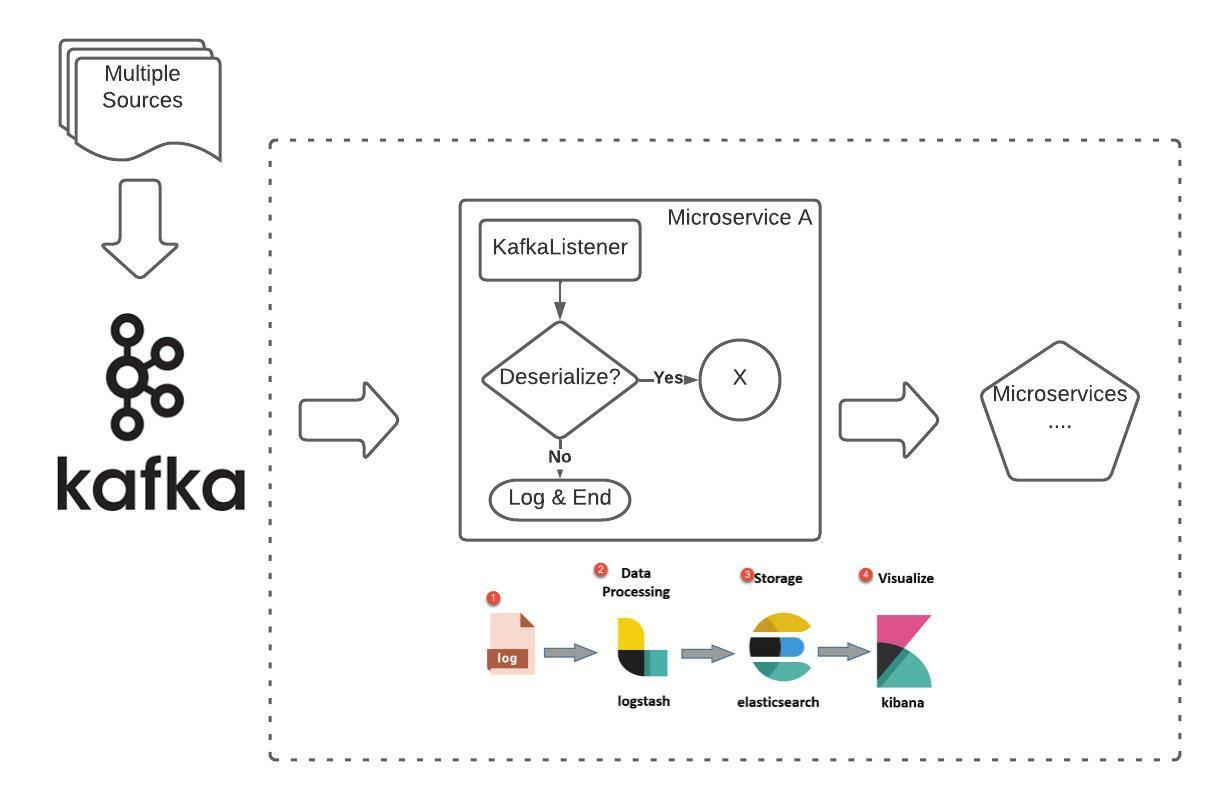 Multiple
Sources
kafka
Microservice A
KafkaListener
Deserialize?
Yes
X
No
Log & End
Microservices
....
1
log
2
Data
Processing
logstash
3
Storage
elasticsearch
4
Visualize
kibana